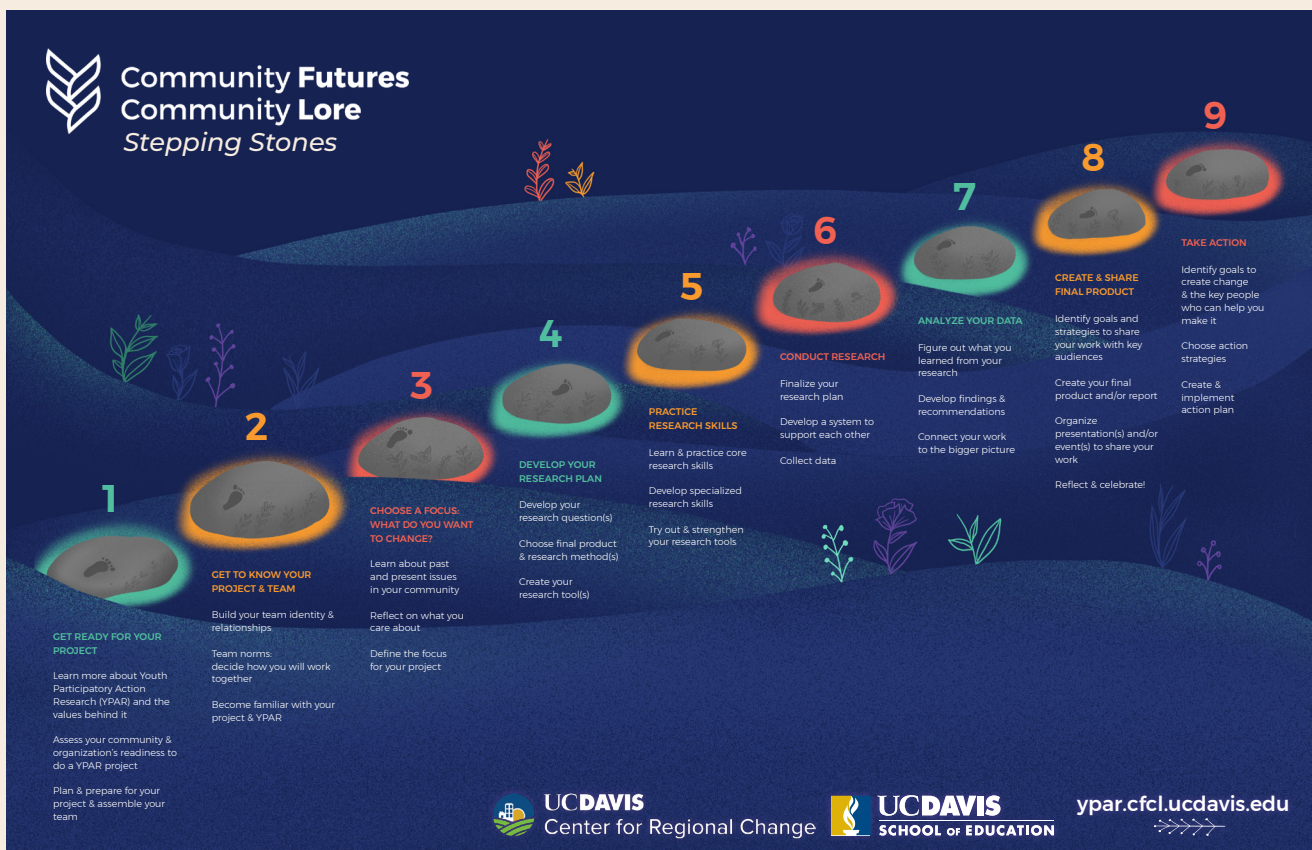 Community Futures
Community Lore
Stepping Stones
1
GET READY FOR YOUR
PROJECT
Learn more about Youth
Participatory Action
Research (YPAR) and the
values behind it
Assess your community &
organization's readiness to
do a YPAR project
Plan & prepare for your
project & assemble your
team
2
GET TO KNOW YOUR
PROJECT & TEAM
Build your team identity &
relationships
Team norms:
decide how you will work
together
Become familiar with your
project & YPAR
3
CHOOSE A FOCUS:
WHAT DO YOU WANT
TO CHANGE?
Learn about past
and present issues
in your community
Reflect on what you
care about
Define the focus
for your project
4
DEVELOP YOUR
RESEARCH PLAN
Develop your
research question(s)
Choose final product
& research method(s)
Create your
research tool(s)
5
PRACTICE
RESEARCH SKILLS
Learn & practice core
research skills
Develop specialized
research skills
Try out & strengthen
your research tools
6
CONDUCT RESEARCH
Finalize your
research plan
Develop a system to
support each other
Collect data
7
ANALYZE YOUR DATA
Figure out what you
learned from your
research
Develop findings &
recommendations
Connect your work
to the bigger picture
8
CREATE & SHARE
FINAL PRODUCT
Identify goals and
strategies to share
your work with key
audiences
Create your final
product and/or report
Organize
presentation(s) and/or
event(s) to share your
work
Reflect & celebrate!
9
TAKE ACTION
Identify goals to
create change
& the key people
who can help you
make it
Choose action
strategies
Create &
implement
action plan
UCDAVIS
Center for Regional Change
UCDAVIS
SCHOOL OF EDUCATION
ypar.cfcl.ucdavis.edu